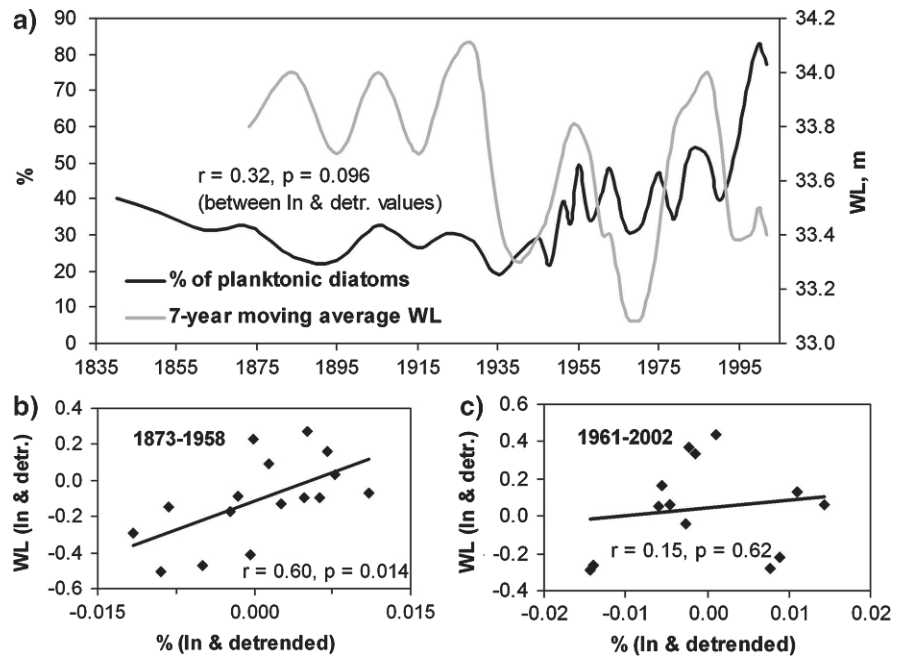 a)
90
80
70
60
50
40
30
20
10
0
%
34.2
34.0
33.8
33.6
33.4
33.2
33.0
WL, m
r = 0.32, p = 0.096
(between ln & detr. values)
% of planktonic diatoms
7-year moving average WL
1835 1855 1875 1895 1915 1935 1955 1975 1995
b)
0.4
0.2
0.0
-0.2
-0.4
-0.6
WL (ln & detr.)
1873-1958
r = 0.60, p = 0.014
-0.015 0.000 0.015
% (ln & detrended)
c)
0.6
0.4
0.2
0.0
-0.2
-0.4
WL (ln & detr.)
1961-2002
r = 0.15, p = 0.62
-0.02 -0.01 0.00 0.01 0.02
% (ln & detrended)